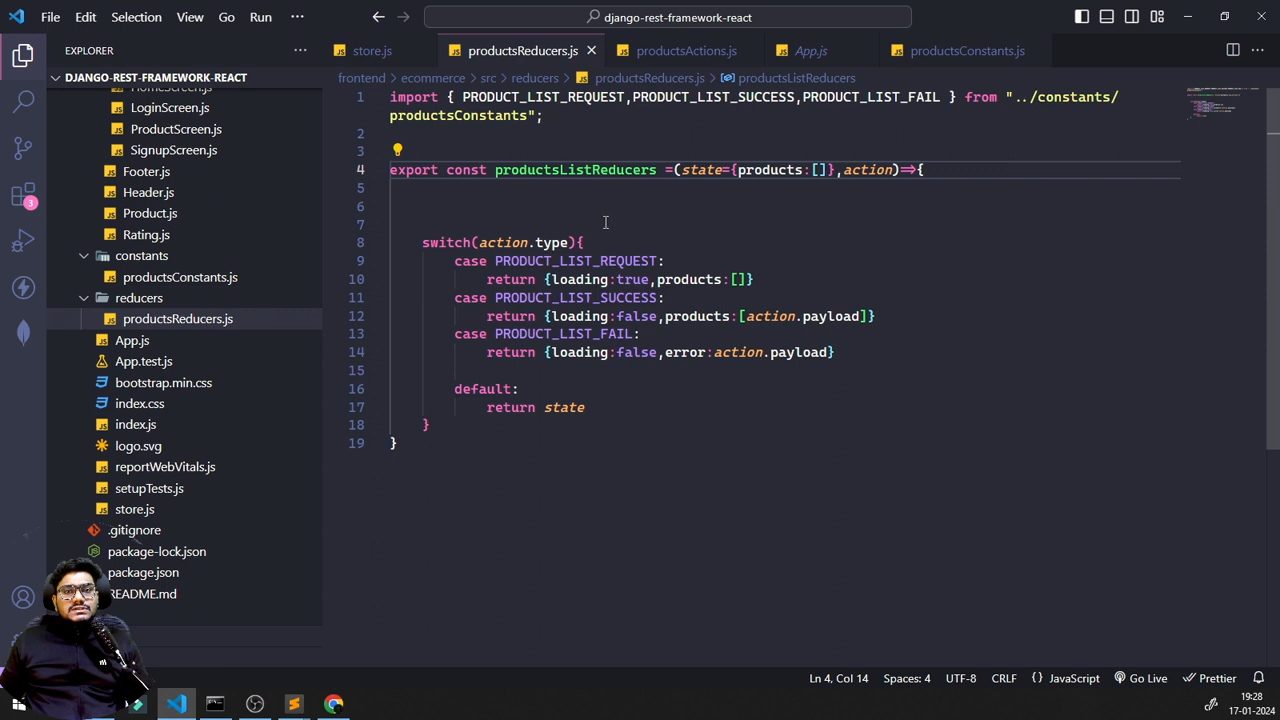 File Edit Selection View Go Run ··· django-rest-framework-react
EXPLORER ···
store.js productsReducers.js productsActions.js App.js productsConstants.js
DJANGO-REST-FRAMEWORK-REACT
HomeScreen.js
LoginScreen.js
ProductScreen.js
SignupScreen.js
Footer.js
Header.js
Product.js
Rating.js
constants
productsConstants.js
reducers
productsReducers.js
App.js
App.test.js
bootstrap.min.css
index.css
index.js
logo.svg
reportWebVitals.js
setupTests.js
store.js
.gitignore
package-lock.json
package.json
README.md
3
frontend > ecommerce > src > reducers > productsReducers.js > productsListReducers
1 import { PRODUCT_LIST_REQUEST,PRODUCT_LIST_SUCCESS,PRODUCT_LIST_FAIL } from "../constants/
productsConstants";
2
3
4 export const productsListReducers =(state={products:[]},action)=>{
5
6
7
8 switch(action.type){
9 case PRODUCT_LIST_REQUEST:
10 return {loading:true,products:[]}
11 case PRODUCT_LIST_SUCCESS:
12 return {loading:false,products:[action.payload]}
13 case PRODUCT_LIST_FAIL:
14 return {loading:false,error:action.payload}
15
16 default:
17 return state
18 }
19 }
Ln 4, Col 14 Spaces: 4 UTF-8 CRLF {} JavaScript Go Live Prettier
19:28
17-01-2024